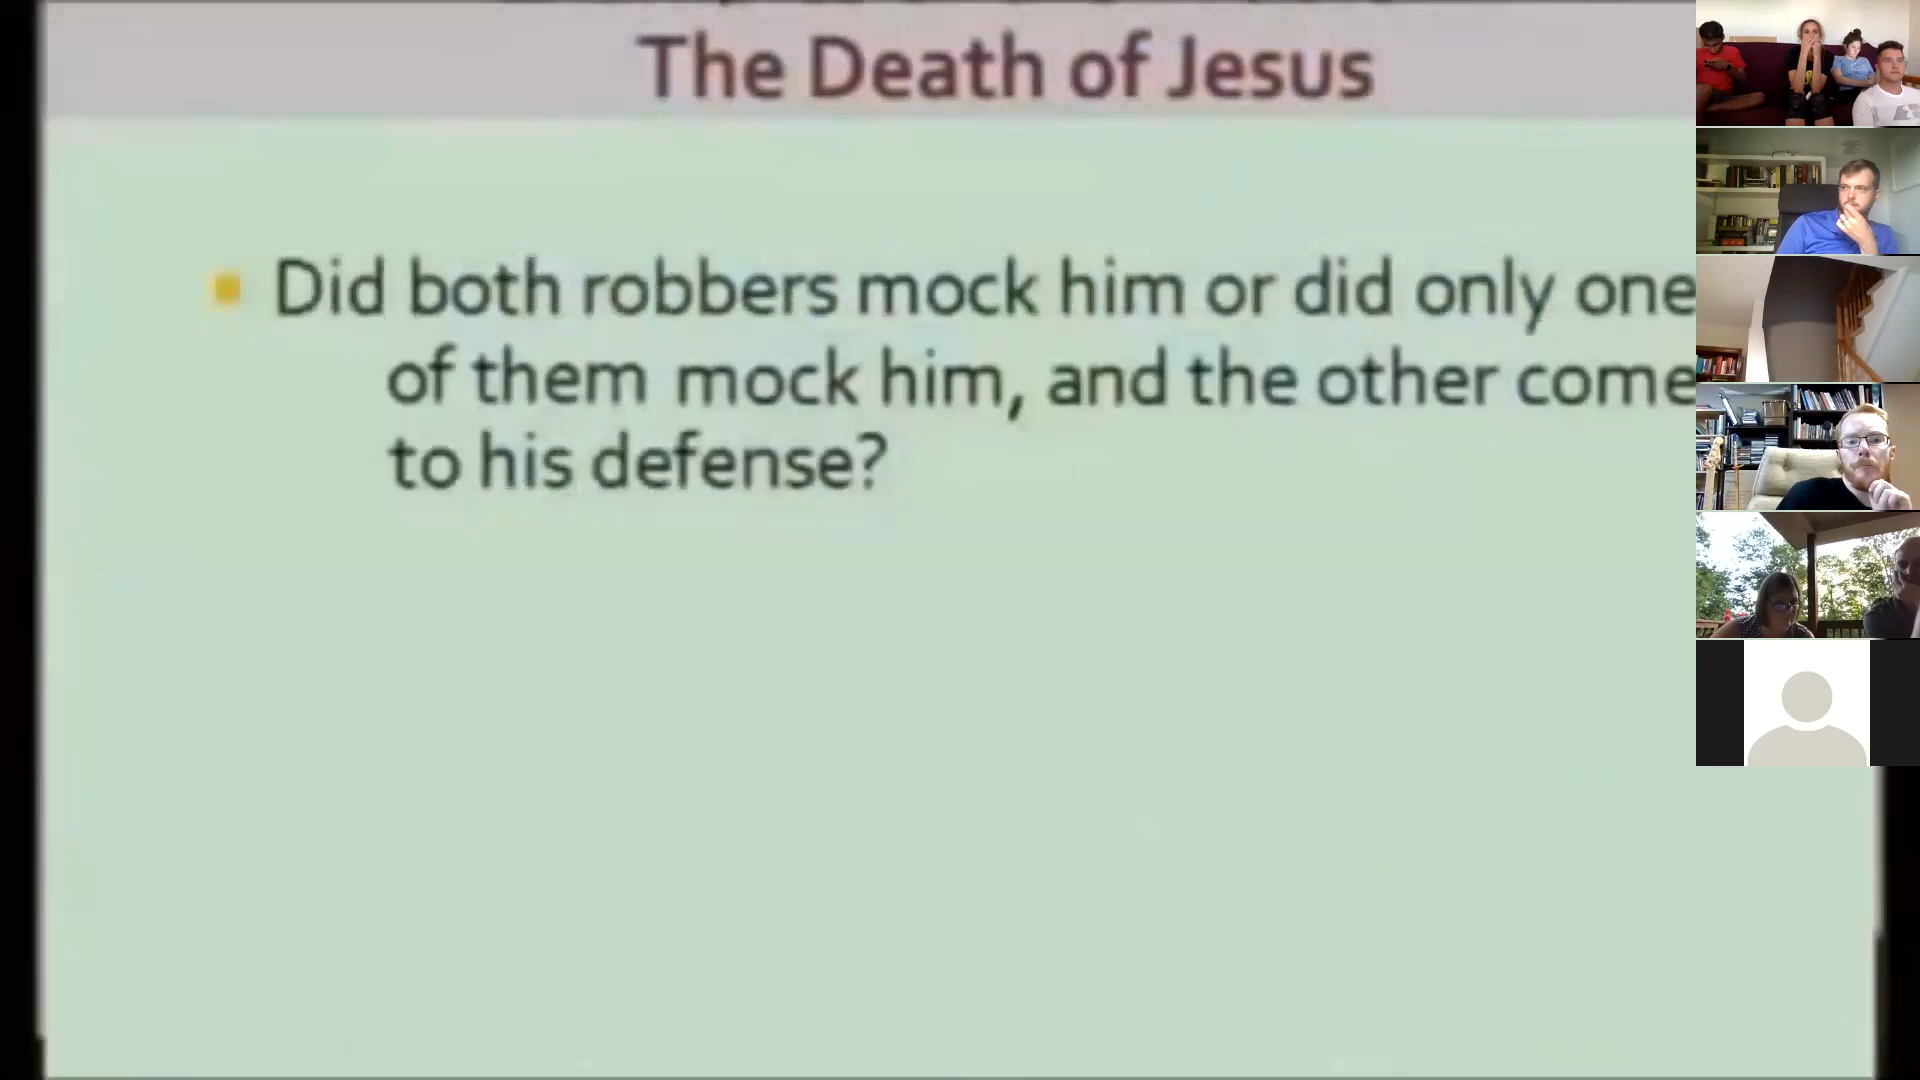 The Death of Jesus
Did both robbers mock him or did only one
of them mock him, and the other come
to his defense?